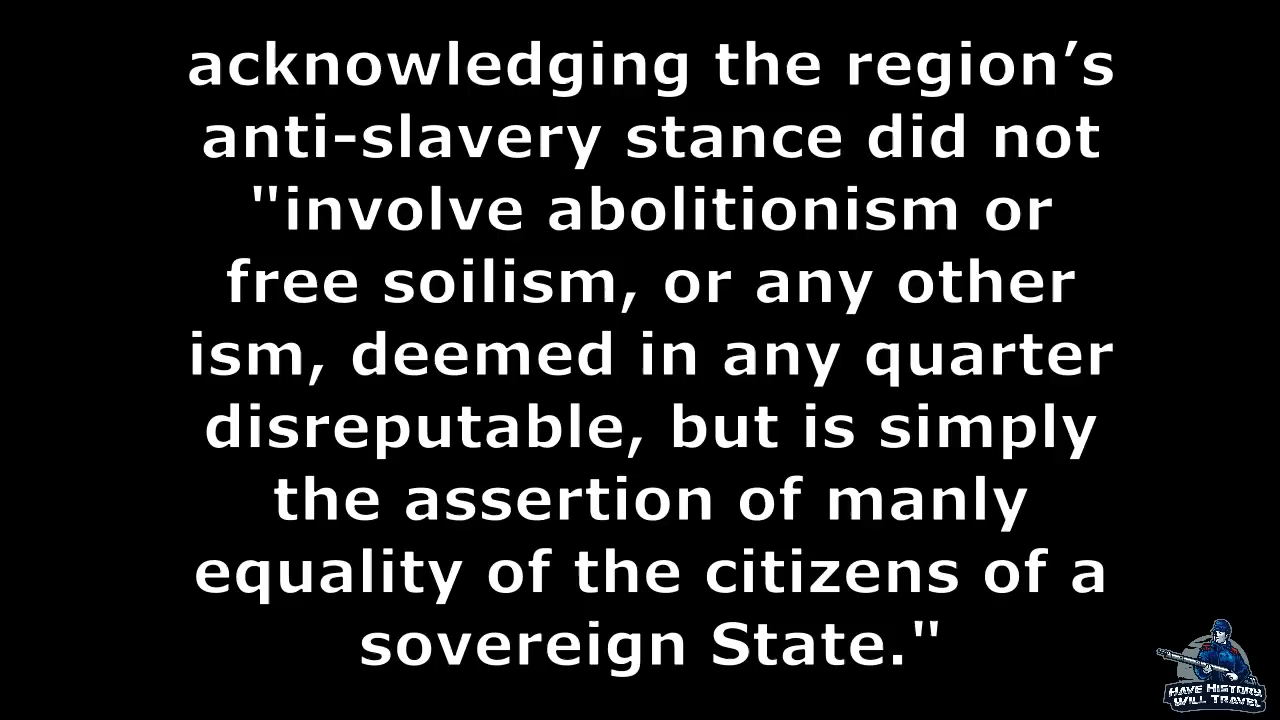 acknowledging the region’s
anti-slavery stance did not
"involve abolitionism or
free soilism, or any other
ism, deemed in any quarter
disreputable, but is simply
the assertion of manly
equality of the citizens of a
sovereign State."
HAVE HISTORY
WILL TRAVEL